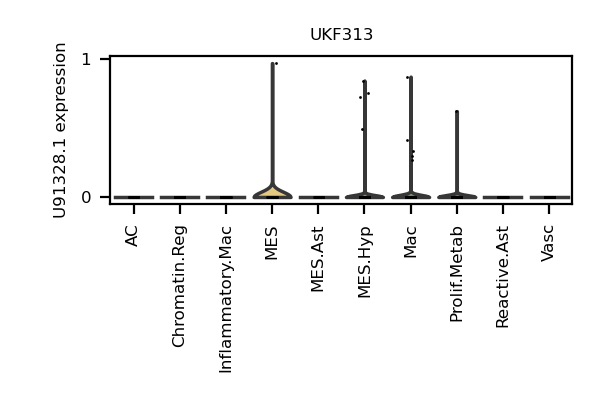 UKF313
U91328.1 expression
1
0
AC
Chromatin.Reg
Inflammatory.Mac
MES
MES.Ast
MES.Hyp
Mac
Prolif.Metab
Reactive.Ast
Vasc